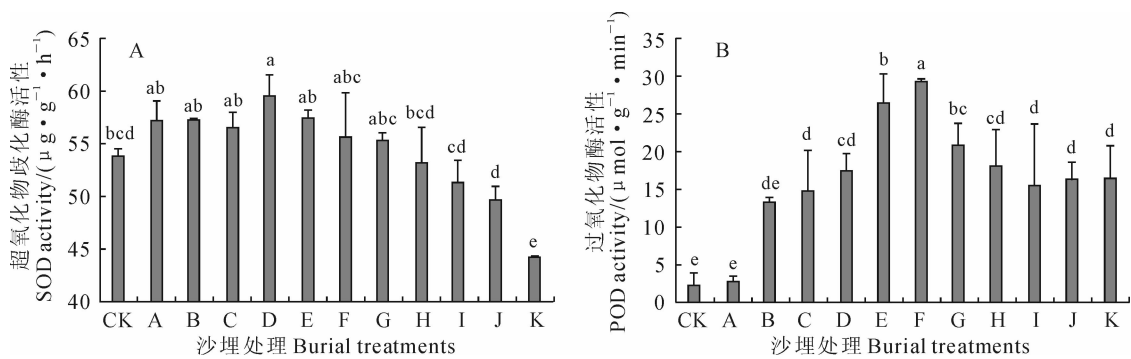 A
超氧化物歧化酶活性
SOD activity/(μg·g⁻¹·h⁻¹)
65
60
55
50
45
40
bcd
ab
ab
ab
a
ab
abc
abc
bcd
cd
d
e
CK A B C D E F G H I J K
沙埋处理 Burial treatments
B
过氧化物酶活性
POD activity/(μmol·g⁻¹·min⁻¹)
35
30
25
20
15
10
5
0
e
e
de
d
cd
b
a
bc
cd
d
d
d
CK A B C D E F G H I J K
沙埋处理 Burial treatments